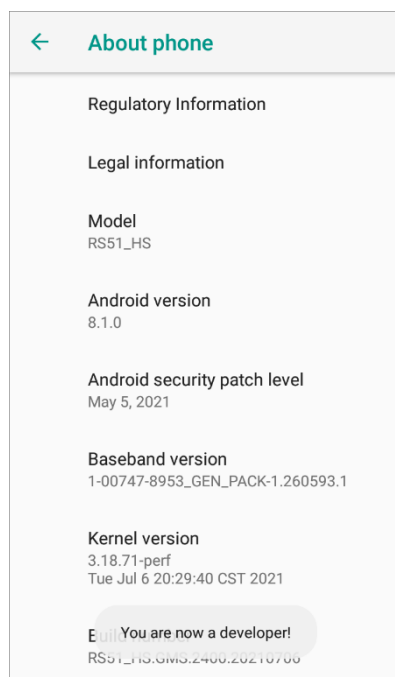 About phone
Regulatory Information
Legal information
Model
RS51_HS
Android version
8.1.0
Android security patch level
May 5, 2021
Baseband version
1-00747-8953_GEN_PACK-1.260593.1
Kernel version
3.18.71-perf
Tue Jul 6 20:29:40 CST 2021
Build number
You are now a developer!
RS51_HS.GMS.2400.20210706